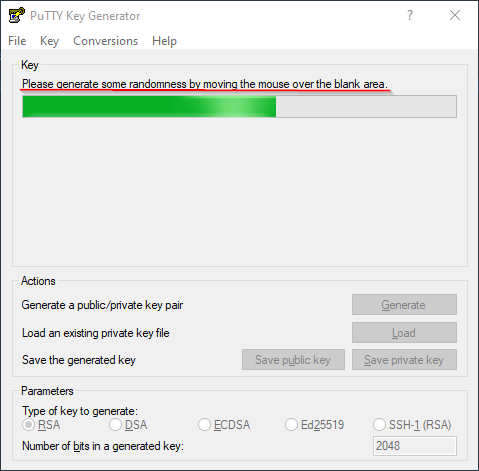 PuTTY Key Generator
? 
File Key Conversions Help
Key
Please generate some randomness by moving the mouse over the blank area.
Actions
Generate a public/private key pair Generate
Load an existing private key file Load
Save the generated key Save public key Save private key
Parameters
Type of key to generate:
RSA DSA ECDSA Ed25519 SSH-1 (RSA)
Number of bits in a generated key: 2048